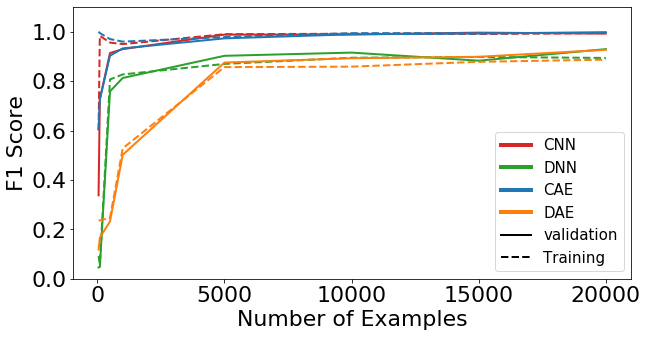 1.0
0.8
0.6
0.4
0.2
0.0
F1 Score
0
5000
10000
15000
20000
Number of Examples
CNN
DNN
CAE
DAE
validation
Training